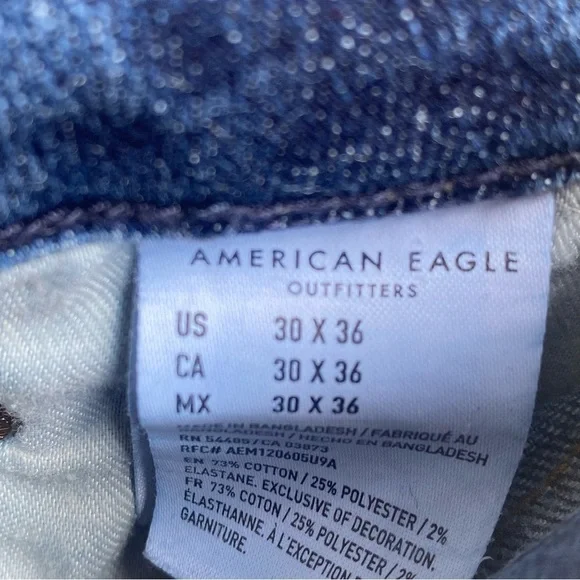 AMERICAN EAGLE
OUTFITTERS
US 30 X 36
CA 30 X 36
MX 30 X 36
MADE IN BANGLADESH / FABRIQUÉ AU
BANGLADESH / HECHO EN BANGLADESH
RN 54485/CA 03873
RFC# AEM120605U9A
EN 73% COTTON / 25% POLYESTER / 2%
ELASTANE. EXCLUSIVE OF DECORATION.
FR 73% COTON / 25% POLYESTER / 2%
ÉLASTHANNE. À L'EXCEPTION
GARNITURE.